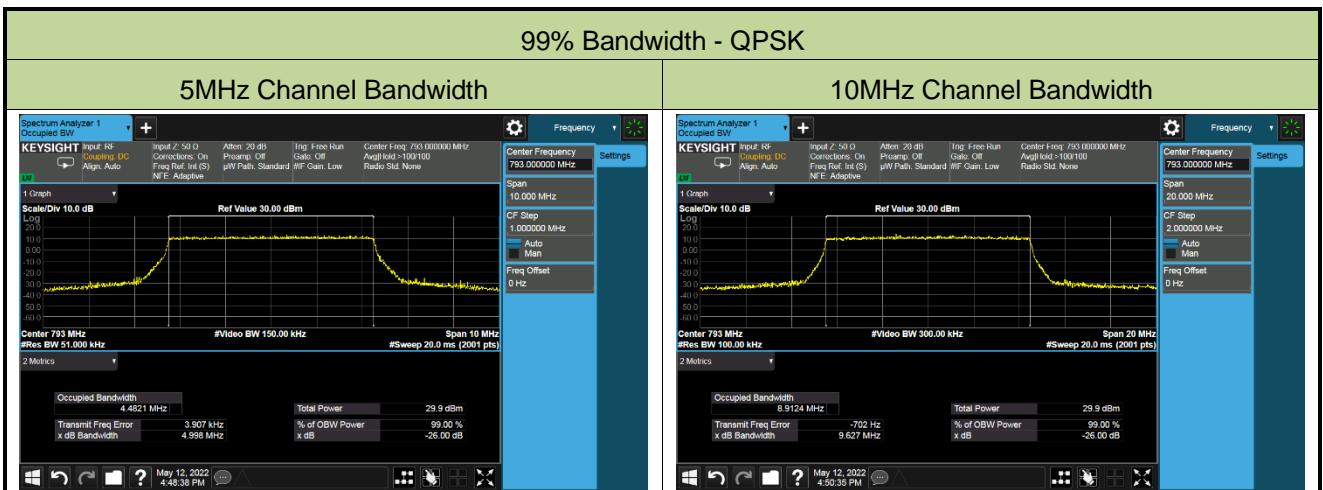 99% Bandwidth - QPSK
5MHz Channel Bandwidth
10MHz Channel Bandwidth
Spectrum Analyzer 1
Occupied BW
+
Frequency
KEYSIGHT
Input: RF
Coupling: DC
Align: Auto
Input Z: 50 Ω
Corrections: On
Freq Ref: Int (S)
NFE: Adaptive
Atten: 20 dB
Preamp: Off
µW Path: Standard
Trig: Free Run
Gate: Off
#IF Gain: Low
Center Freq: 793.000000 MHz
Avg|Hold:>100/100
Radio Std: None
Center Frequency
793.000000 MHz
Settings
Span
10.000 MHz
CF Step
1.000000 MHz
Auto
Man
Freq Offset
0 Hz
1 Graph
Scale/Div 10.0 dB
Ref Value 30.00 dBm
Log
20.0
10.0
0.00
-10.0
-20.0
-30.0
-40.0
-50.0
-60.0
Center 793 MHz
#Video BW 150.00 kHz
Span 10 MHz
#Res BW 51.000 kHz
#Sweep 20.0 ms (2001 pts)
2 Metrics
Occupied Bandwidth
4.4821 MHz
Total Power 29.9 dBm
Transmit Freq Error 3.907 kHz
% of OBW Power 99.00 %
x dB Bandwidth 4.998 MHz
x dB -26.00 dB
?
May 12, 2022
4:48:38 PM
Spectrum Analyzer 1
Occupied BW
+
Frequency
KEYSIGHT
Input: RF
Coupling: DC
Align: Auto
Input Z: 50 Ω
Corrections: On
Freq Ref: Int (S)
NFE: Adaptive
Atten: 20 dB
Preamp: Off
µW Path: Standard
Trig: Free Run
Gate: Off
#IF Gain: Low
Center Freq: 793.000000 MHz
Avg|Hold:>100/100
Radio Std: None
Center Frequency
793.000000 MHz
Settings
Span
20.000 MHz
CF Step
2.000000 MHz
Auto
Man
Freq Offset
0 Hz
1 Graph
Scale/Div 10.0 dB
Ref Value 30.00 dBm
Log
20.0
10.0
0.00
-10.0
-20.0
-30.0
-40.0
-50.0
-60.0
Center 793 MHz
#Video BW 300.00 kHz
Span 20 MHz
#Res BW 100.00 kHz
#Sweep 20.0 ms (2001 pts)
2 Metrics
Occupied Bandwidth
8.9124 MHz
Total Power 29.9 dBm
Transmit Freq Error -702 Hz
% of OBW Power 99.00 %
x dB Bandwidth 9.627 MHz
x dB -26.00 dB
?
May 12, 2022
4:50:35 PM